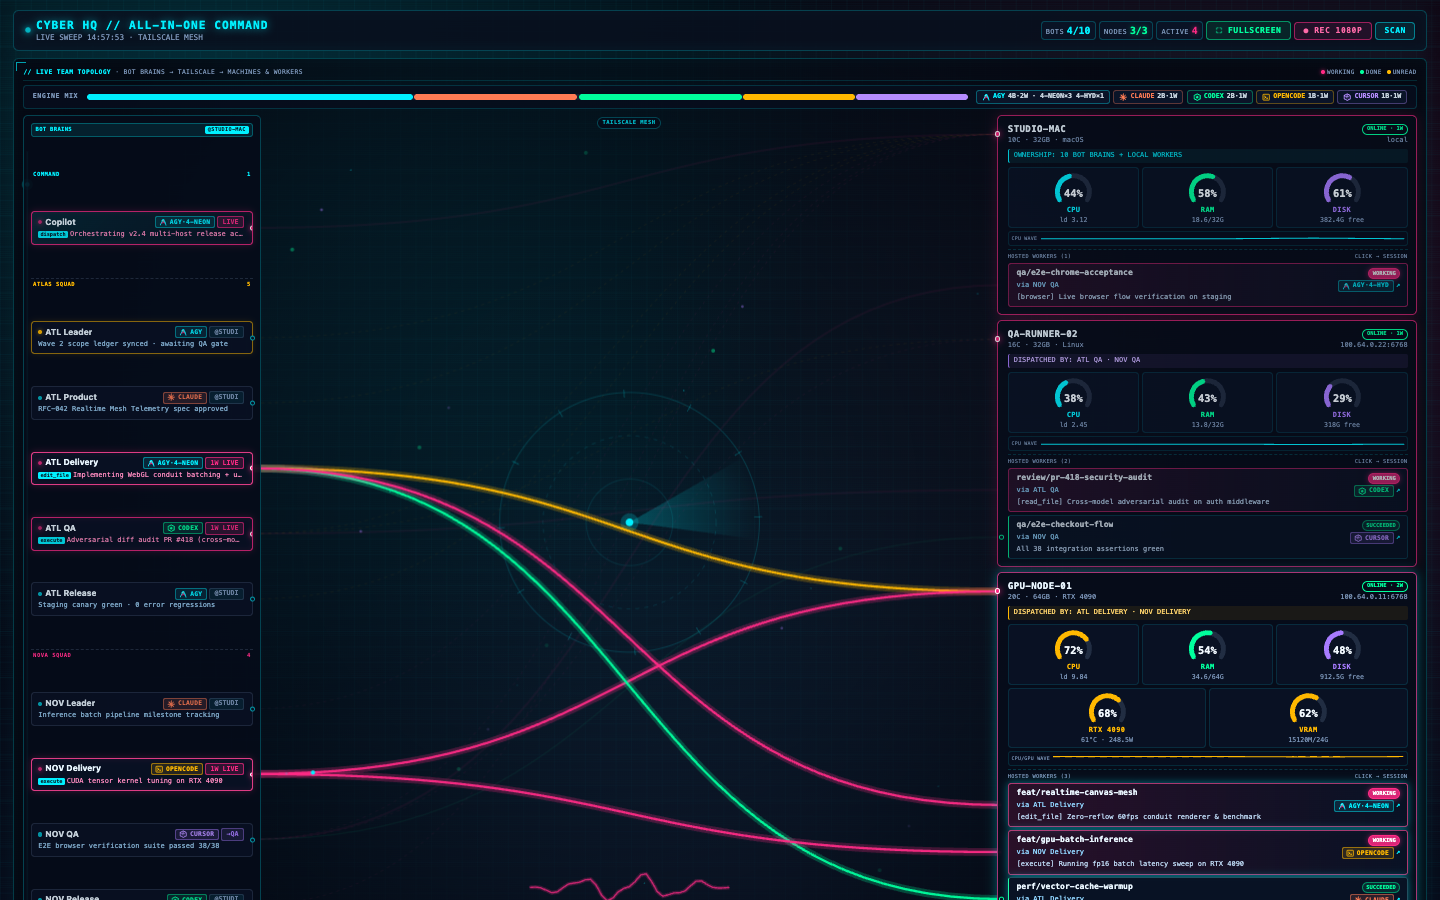 CYBER HQ // ALL-IN-ONE COMMAND
LIVE SWEEP 14:57:53 · TAILSCALE MESH
BOTS 4/10
NODES 3/3
ACTIVE 4
FULLSCREEN
● REC 1080P
SCAN
// LIVE TEAM TOPOLOGY · BOT BRAINS → TAILSCALE → MACHINES & WORKERS
WORKING DONE UNREAD
ENGINE MIX
AGY 4B·2W · 4-NEON×3 4-HYD×1
CLAUDE 2B·1W
CODEX 2B·1W
OPENCODE 1B·1W
CURSOR 1B·1W
BOT BRAINS
@STUDIO-MAC
COMMAND 1
Copilot AGY·4-NEON LIVE
dispatch Orchestrating v2.4 multi-host release ac…
ATLAS SQUAD 5
ATL Leader AGY @STUDI
Wave 2 scope ledger synced · awaiting QA gate
ATL Product CLAUDE @STUDI
RFC-042 Realtime Mesh Telemetry spec approved
ATL Delivery AGY·4-NEON 1W LIVE
edit_file Implementing WebGL conduit batching + u…
ATL QA CODEX 1W LIVE
execute Adversarial diff audit PR #418 (cross-mo…
ATL Release AGY @STUDI
Staging canary green · 0 error regressions
NOVA SQUAD 4
NOV Leader CLAUDE @STUDI
Inference batch pipeline milestone tracking
NOV Delivery OPENCODE 1W LIVE
execute CUDA tensor kernel tuning on RTX 4090
NOV QA CURSOR →QA
E2E browser verification suite passed 38/38
NOV Release CODEX @STUDI
TAILSCALE MESH
STUDIO-MAC ONLINE · 1W
10C · 32GB · macOS local
OWNERSHIP: 10 BOT BRAINS + LOCAL WORKERS
44% 58% 61%
CPU RAM DISK
ld 3.12 18.6/32G 382.4G free
CPU WAVE
HOSTED WORKERS (1) CLICK → SESSION
qa/e2e-chrome-acceptance WORKING
via NOV QA AGY·4-HYD ↗
[browser] Live browser flow verification on staging
QA-RUNNER-02 ONLINE · 1W
16C · 32GB · Linux 100.64.0.22:6768
DISPATCHED BY: ATL QA · NOV QA
38% 43% 29%
CPU RAM DISK
ld 2.45 13.8/32G 318G free
CPU WAVE
HOSTED WORKERS (2) CLICK → SESSION
review/pr-418-security-audit WORKING
via ATL QA CODEX ↗
[read_file] Cross-model adversarial audit on auth middleware
qa/e2e-checkout-flow SUCCEEDED
via NOV QA CURSOR ↗
All 38 integration assertions green
GPU-NODE-01 ONLINE · 2W
20C · 64GB · RTX 4090 100.64.0.11:6768
DISPATCHED BY: ATL DELIVERY · NOV DELIVERY
72% 54% 48%
CPU RAM DISK
ld 9.84 34.6/64G 912.5G free
68% 62%
RTX 4090 VRAM
61°C · 248.5W 15120M/24G
CPU/GPU WAVE
HOSTED WORKERS (3) CLICK → SESSION
feat/realtime-canvas-mesh WORKING
via ATL Delivery AGY·4-NEON ↗
[edit_file] Zero-reflow 60fps conduit renderer & benchmark
feat/gpu-batch-inference WORKING
via NOV Delivery OPENCODE ↗
[execute] Running fp16 batch latency sweep on RTX 4090
perf/vector-cache-warmup SUCCEEDED
via ATL Delivery CLAUDE ↗